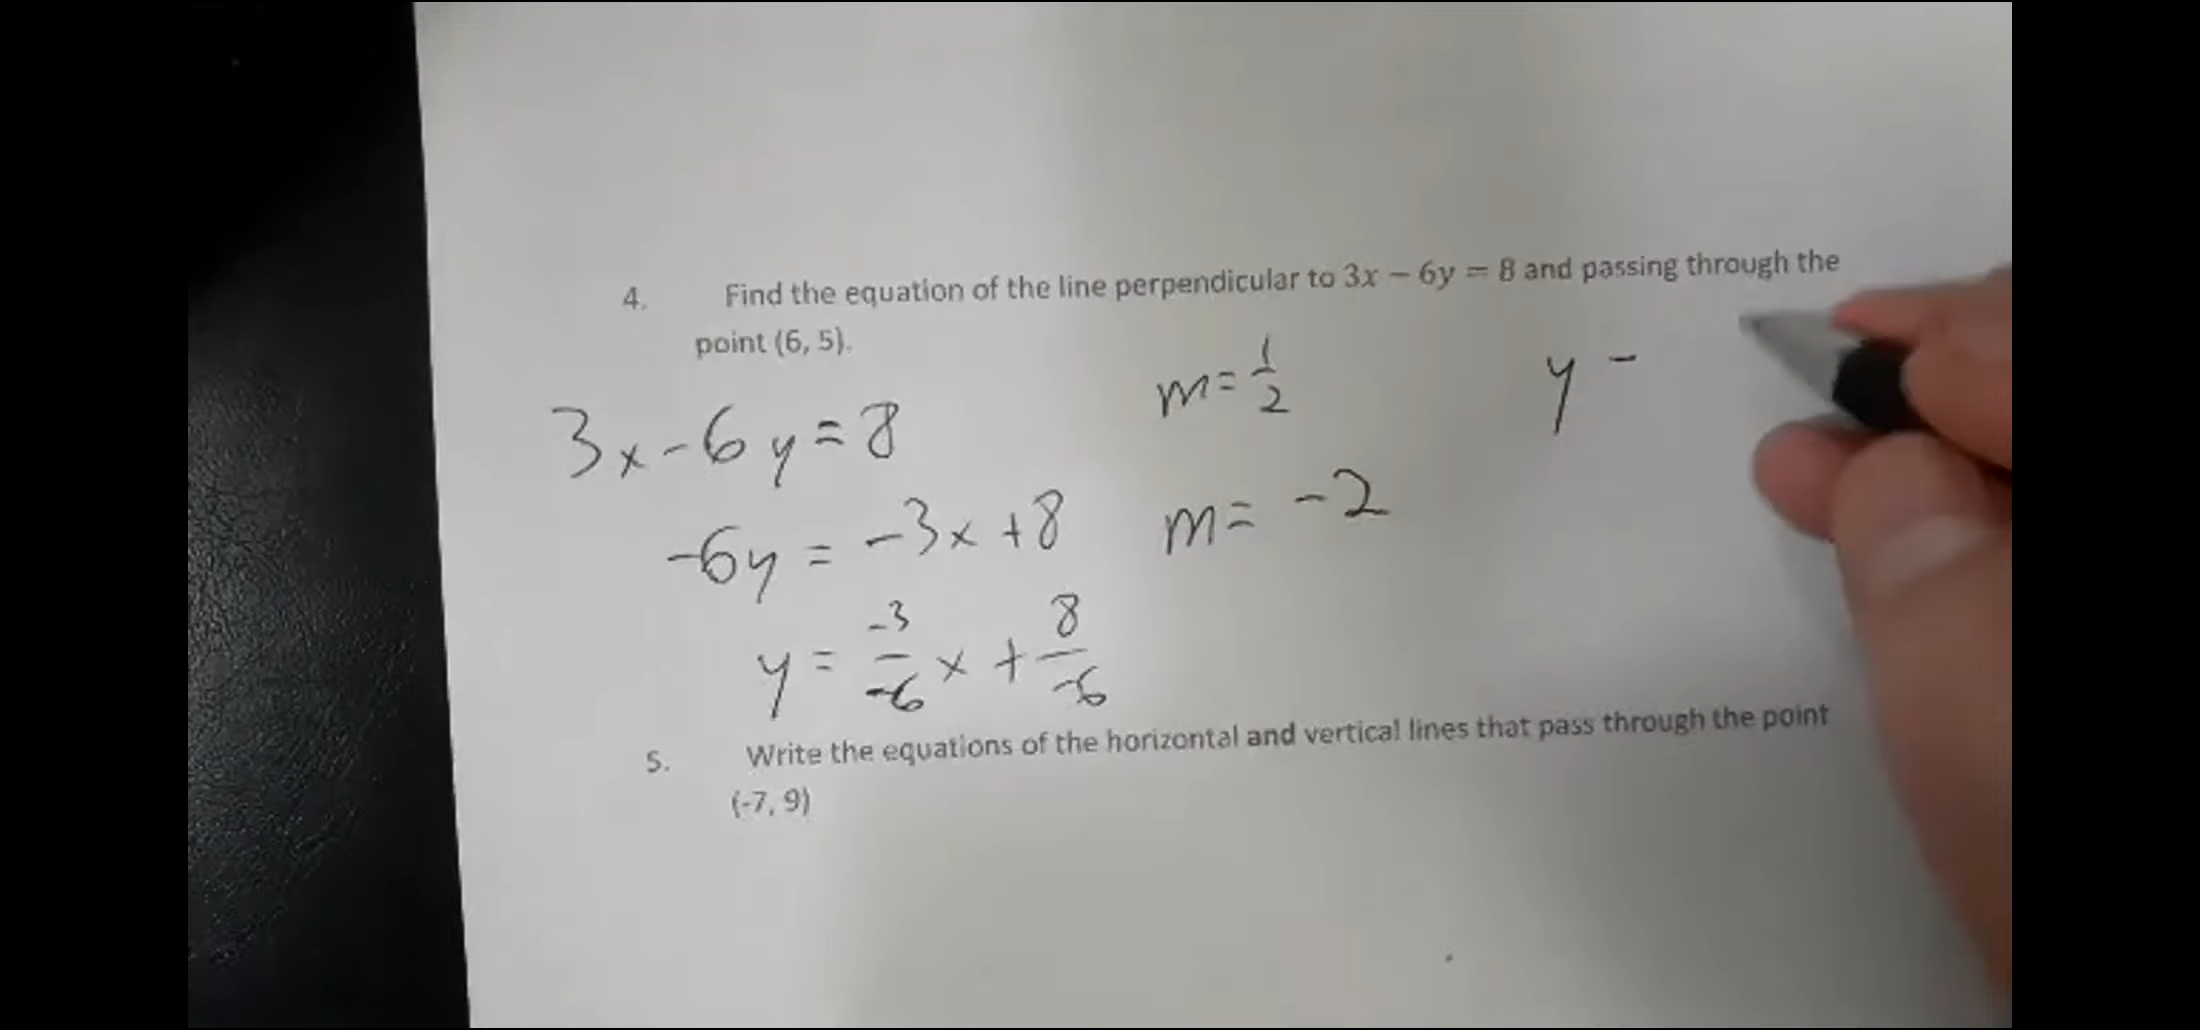 4. Find the equation of the line perpendicular to 3x − 6y = 8 and passing through the
point (6, 5).
3x - 6y = 8
m = 1/2
y -
-6y = -3x + 8
m = -2
y = -3/-6 x + 8/-6
5. Write the equations of the horizontal and vertical lines that pass through the point
(-7, 9)